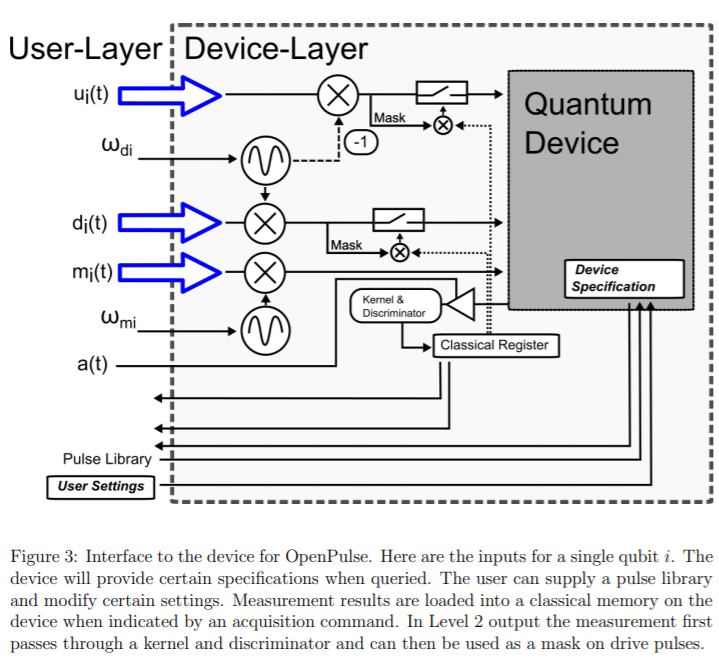 User-Layer
Device-Layer
uᵢ(t)
Mask
-1
Quantum
Device
ω_di
dᵢ(t)
Mask
mᵢ(t)
Device
Specification
Kernel &
Discriminator
ω_mi
Classical Register
a(t)
Pulse Library
User Settings
Figure 3: Interface to the device for OpenPulse. Here are the inputs for a single qubit i. The
device will provide certain specifications when queried. The user can supply a pulse library
and modify certain settings. Measurement results are loaded into a classical memory on the
device when indicated by an acquisition command. In Level 2 output the measurement first
passes through a kernel and discriminator and can then be used as a mask on drive pulses.